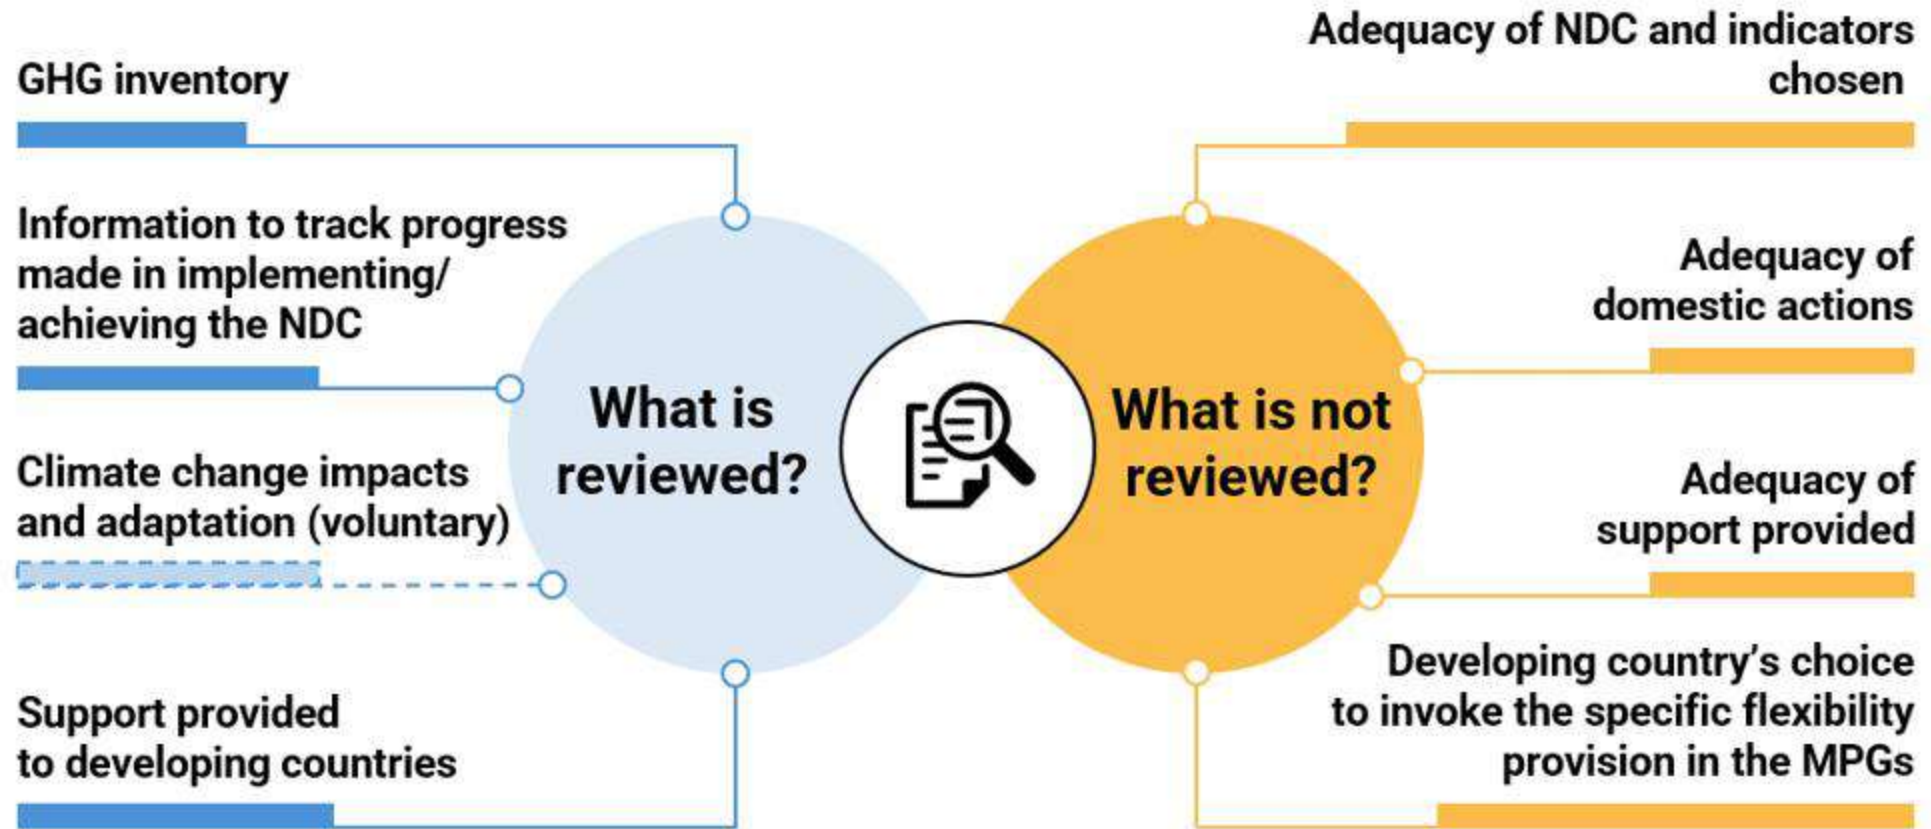 GHG inventory
Information to track progress
made in implementing/
achieving the NDC
Climate change impacts
and adaptation (voluntary)
Support provided
to developing countries
What is
reviewed?
What is not
reviewed?
Adequacy of NDC and indicators
chosen
Adequacy of
domestic actions
Adequacy of
support provided
Developing country’s choice
to invoke the specific flexibility
provision in the MPGs